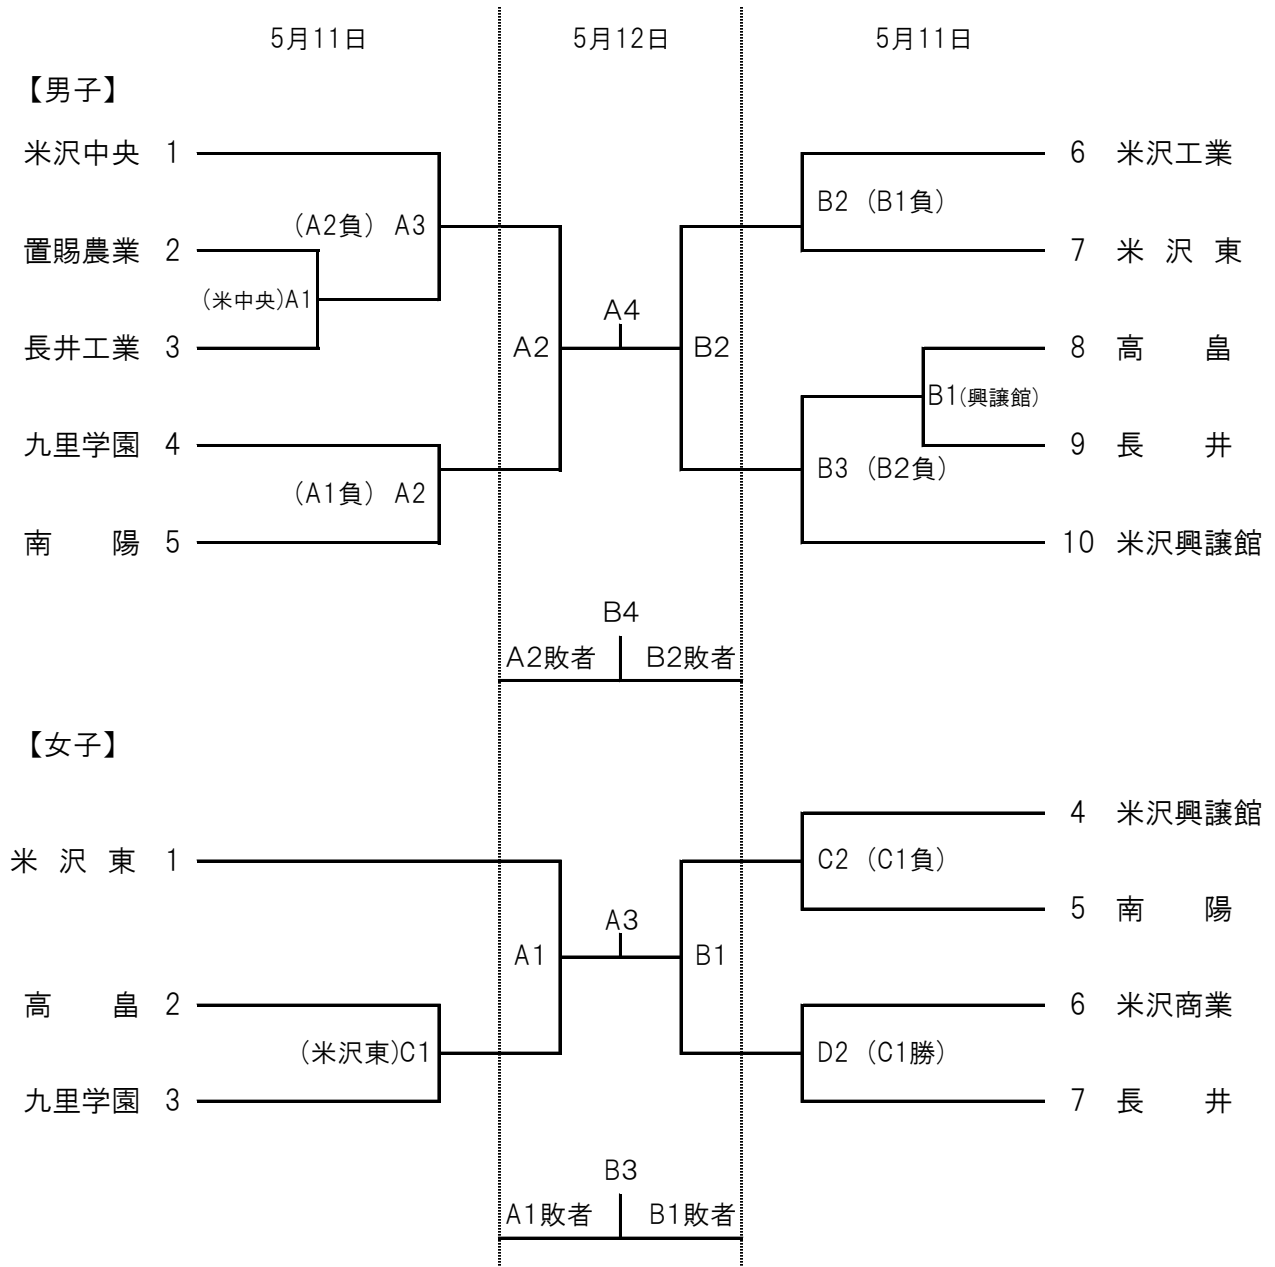 5月11日 5月12日 5月11日
【男子】
米沢中央 1 6 米沢工業
B2 （B1負）
（A2負） A3
置賜農業 2 7 米 沢 東
(米中央)A1
A4
長井工業 3 A2 B2 8 高 畠
B1(興譲館)
九里学園 4 9 長 井
B3 （B2負）
（A1負） A2
南 陽 5 10 米沢興譲館
B4
A2敗者 B2敗者
【女子】
4 米沢興譲館
米 沢 東 1 C2 （C1負）
A3 5 南 陽
A1 B1
高 畠 2 6 米沢商業
(米沢東)C1 D2 （C1勝）
九里学園 3 7 長 井
B3
A1敗者 B1敗者